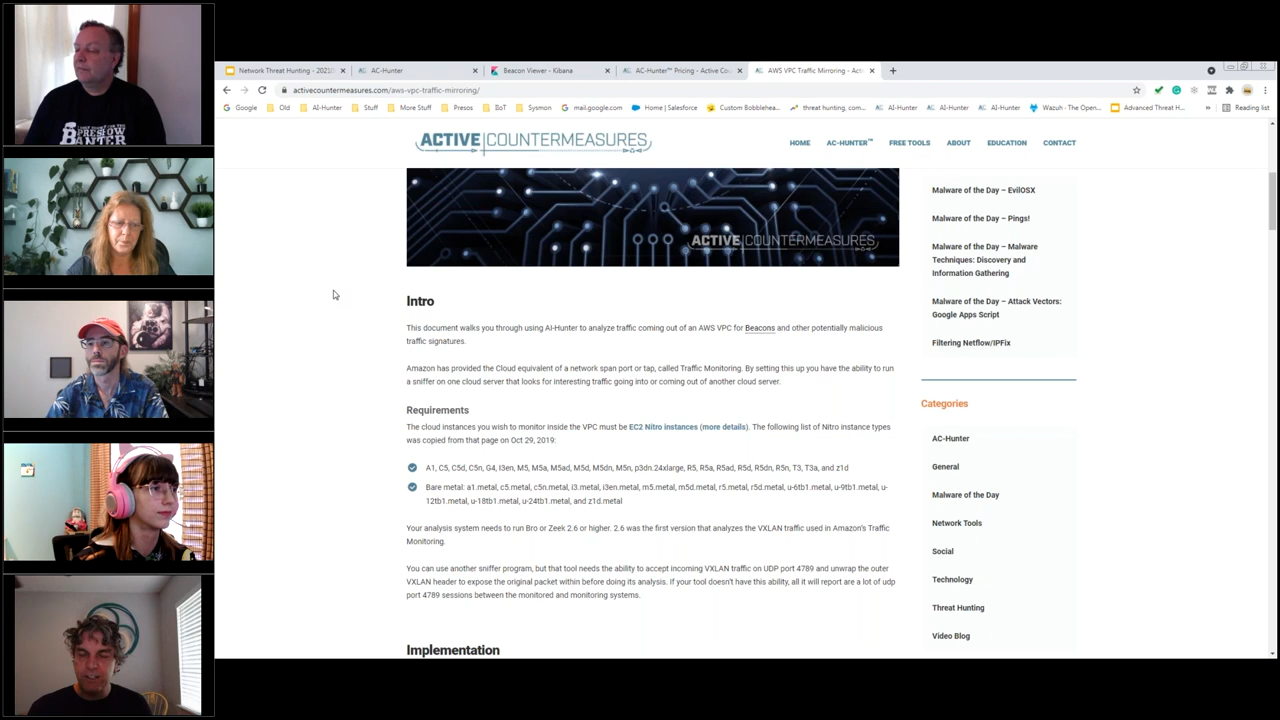 Network Threat Hunting - 20210
AC-Hunter
Beacon Viewer - Kibana
AC-Hunter™ Pricing - Active Cou
AWS VPC Traffic Mirroring - Acti
activecountermeasures.com/aws-vpc-traffic-mirroring/
Google
Old
AI-Hunter
Stuff
More Stuff
Presos
IIoT
Sysmon
mail.google.com
Home | Salesforce
Custom Bobblehea...
threat hunting, com...
AI-Hunter
AI-Hunter
AI-Hunter
Wazuh - The Open...
Advanced Threat H...
»
Reading list
ACTIVE COUNTERMEASURES
HOME
AC-HUNTER™
FREE TOOLS
ABOUT
EDUCATION
CONTACT
ACTIVE COUNTERMEASURES
Intro
This document walks you through using AI-Hunter to analyze traffic coming out of an AWS VPC for Beacons and other potentially malicious
traffic signatures.
Amazon has provided the Cloud equivalent of a network span port or tap, called Traffic Monitoring. By setting this up you have the ability to run
a sniffer on one cloud server that looks for interesting traffic going into or coming out of another cloud server.
Requirements
The cloud instances you wish to monitor inside the VPC must be EC2 Nitro instances (more details). The following list of Nitro instance types
was copied from that page on Oct 29, 2019:
A1, C5, C5d, C5n, G4, I3en, M5, M5a, M5ad, M5d, M5dn, M5n, p3dn.24xlarge, R5, R5a, R5ad, R5d, R5dn, R5n, T3, T3a, and z1d
Bare metal: a1.metal, c5.metal, c5n.metal, i3.metal, i3en.metal, m5.metal, m5d.metal, r5.metal, r5d.metal, u-6tb1.metal, u-9tb1.metal, u-
12tb1.metal, u-18tb1.metal, u-24tb1.metal, and z1d.metal
Your analysis system needs to run Bro or Zeek 2.6 or higher. 2.6 was the first version that analyzes the VXLAN traffic used in Amazon's Traffic
Monitoring.
You can use another sniffer program, but that tool needs the ability to accept incoming VXLAN traffic on UDP port 4789 and unwrap the outer
VXLAN header to expose the original packet within before doing its analysis. If your tool doesn't have this ability, all it will report are a lot of udp
port 4789 sessions between the monitored and monitoring systems.
Implementation
Malware of the Day – EvilOSX
Malware of the Day – Pings!
Malware of the Day – Malware
Techniques: Discovery and
Information Gathering
Malware of the Day – Attack Vectors:
Google Apps Script
Filtering Netflow/IPFix
Categories
AC-Hunter
General
Malware of the Day
Network Tools
Social
Technology
Threat Hunting
Video Blog
PRESHOW
BANTER